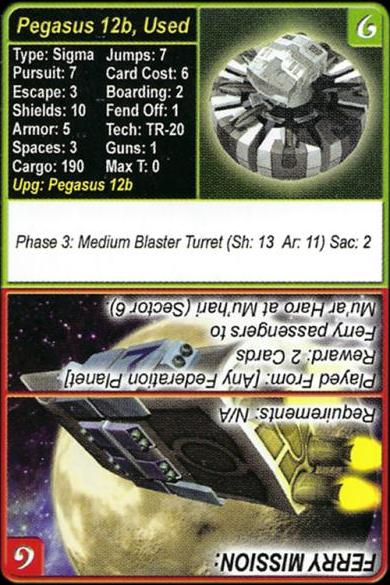 Pegasus 12b, Used
6
Type: Sigma Jumps: 7
Pursuit: 7 Card Cost: 6
Escape: 3 Boarding: 2
Shields: 10 Fend Off: 1
Armor: 5 Tech: TR-20
Spaces: 3 Guns: 1
Cargo: 190 Max T: 0
Upg: Pegasus 12b
Phase 3: Medium Blaster Turret (Sh: 13 Ar: 11) Sac: 2
FERRY MISSION:
6
Requirements: N/A
Played From: [Any Federation Planet]
Reward: 2 Cards
Ferry passengers to
Mu'ar Haro at Mu'hari (Sector 6)